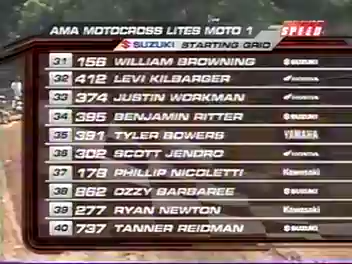 AMA MOTOCROSS LITES MOTO 1 SPEED
SUZUKI STARTING GRID
31 156 WILLIAM BROWNING SUZUKI
32 412 LEVI KILBARGER HONDA
33 374 JUSTIN WORKMAN HONDA
34 395 BENJAMIN RITTER SUZUKI
35 391 TYLER BOWERS YAMAHA
36 302 SCOTT JENDRO HONDA
37 178 PHILLIP NICOLETTI Kawasaki
38 862 OZZY BARBAREE SUZUKI
39 277 RYAN NEWTON Kawasaki
40 737 TANNER REIDMAN SUZUKI